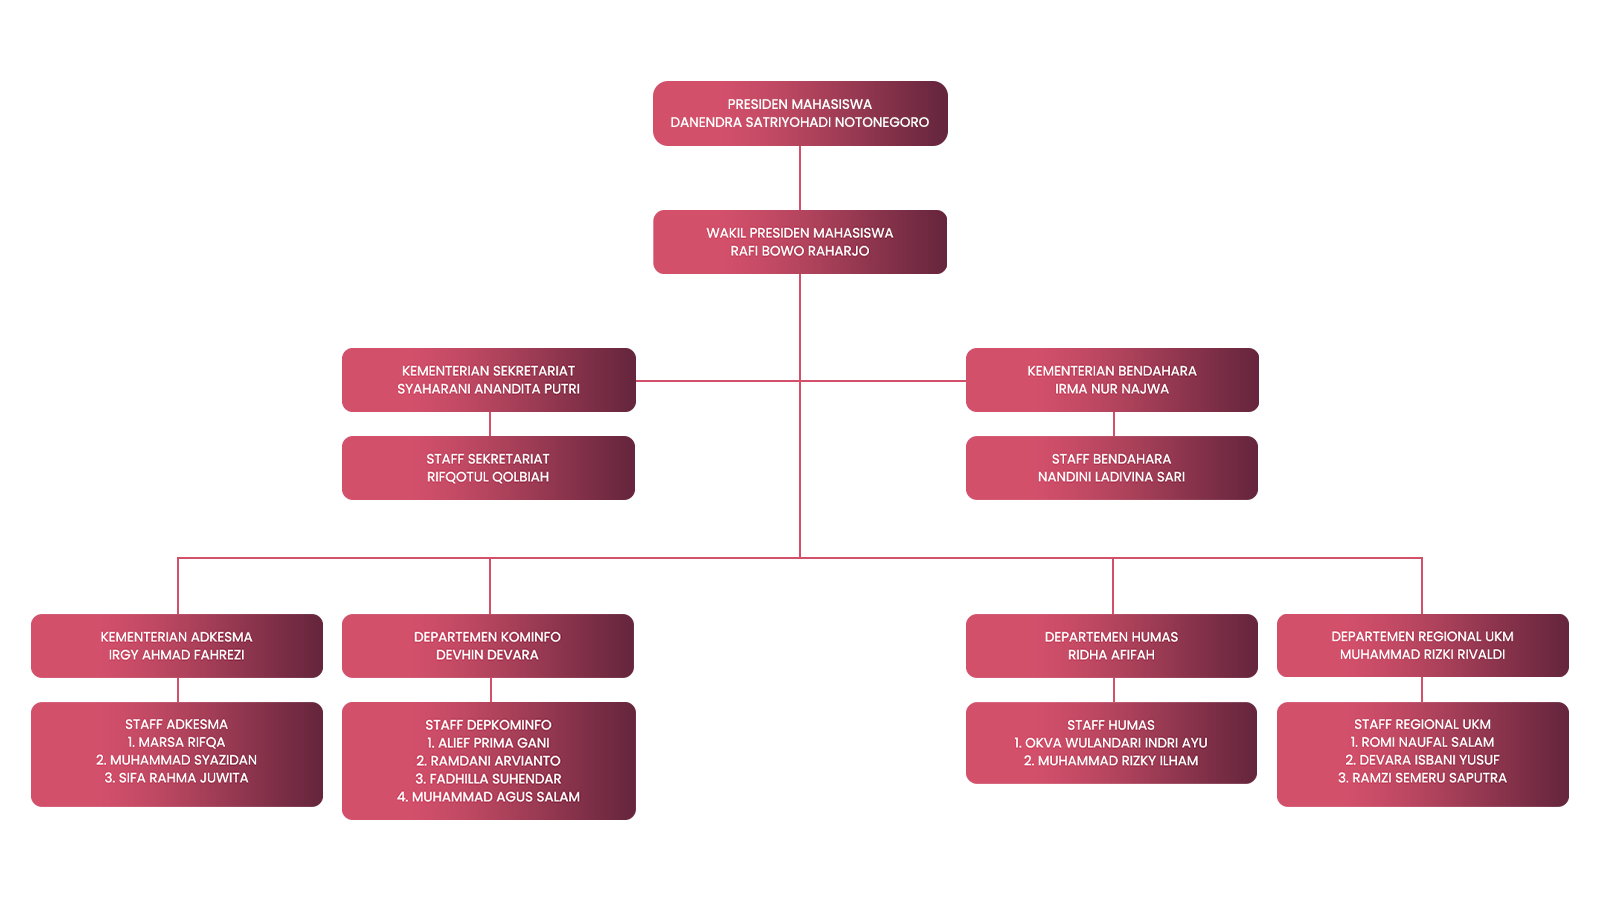 PRESIDEN MAHASISWA
DANENDRA SATRIYOHADI NOTONEGORO
WAKIL PRESIDEN MAHASISWA
RAFI BOWO RAHARJO
KEMENTERIAN SEKRETARIAT
SYAHARANI ANANDITA PUTRI
KEMENTERIAN BENDAHARA
IRMA NUR NAJWA
STAFF SEKRETARIAT
RIFQOTUL QOLBIAH
STAFF BENDAHARA
NANDINI LADIVINA SARI
KEMENTERIAN ADKESMA
IRGY AHMAD FAHREZI
DEPARTEMEN KOMINFO
DEVHIN DEVARA
DEPARTEMEN HUMAS
RIDHA AFIFAH
DEPARTEMEN REGIONAL UKM
MUHAMMAD RIZKI RIVALDI
STAFF ADKESMA
1. MARSA RIFQA
2. MUHAMMAD SYAZIDAN
3. SIFA RAHMA JUWITA
STAFF DEPKOMINFO
1. ALIEF PRIMA GANI
2. RAMDANI ARVIANTO
3. FADHILLA SUHENDAR
4. MUHAMMAD AGUS SALAM
STAFF HUMAS
1. OKVA WULANDARI INDRI AYU
2. MUHAMMAD RIZKY ILHAM
STAFF REGIONAL UKM
1. ROMI NAUFAL SALAM
2. DEVARA ISBANI YUSUF
3. RAMZI SEMERU SAPUTRA